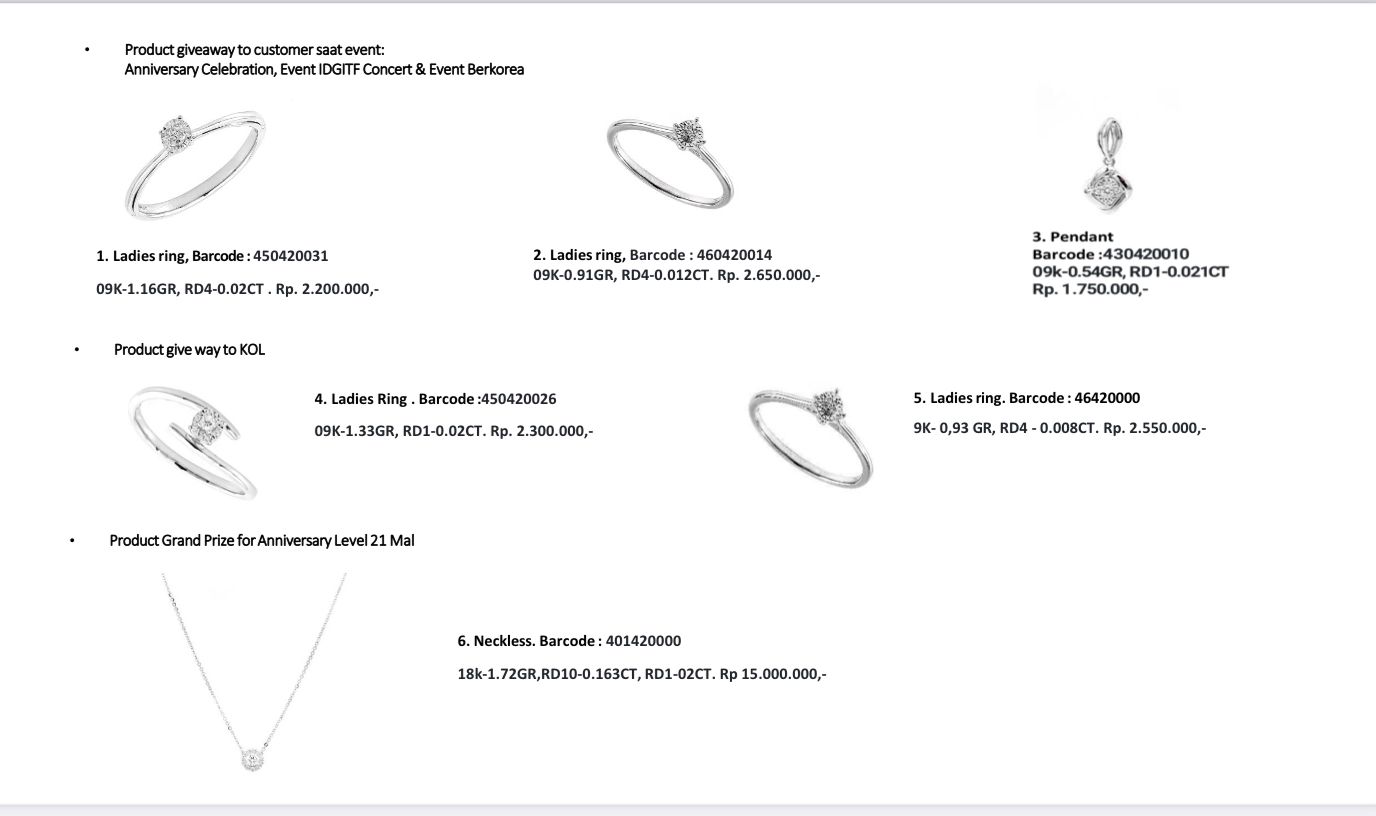 • Product giveaway to customer saat event:
Anniversary Celebration, Event IDGITF Concert & Event Berkorea
1. Ladies ring, Barcode : 450420031
09K-1.16GR, RD4-0.02CT . Rp. 2.200.000,-
2. Ladies ring, Barcode : 460420014
09K-0.91GR, RD4-0.012CT. Rp. 2.650.000,-
3. Pendant
Barcode :430420010
09k-0.54GR, RD1-0.021CT
Rp. 1.750.000,-
• Product give way to KOL
4. Ladies Ring . Barcode :450420026
09K-1.33GR, RD1-0.02CT. Rp. 2.300.000,-
5. Ladies ring. Barcode : 46420000
9K- 0,93 GR, RD4 - 0.008CT. Rp. 2.550.000,-
• Product Grand Prize for Anniversary Level 21 Mal
6. Neckless. Barcode : 401420000
18k-1.72GR,RD10-0.163CT, RD1-02CT. Rp 15.000.000,-